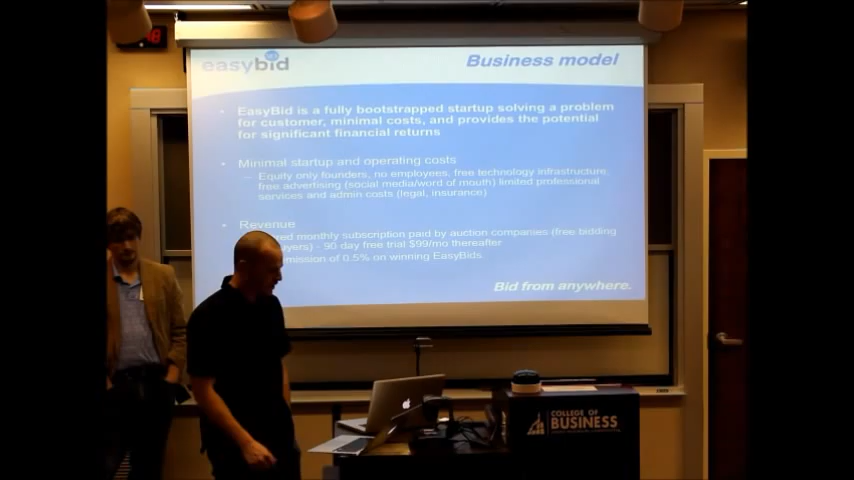 easybid
Business model
• EasyBid is a fully bootstrapped startup solving a problem
for customer, minimal costs, and provides the potential
for significant financial returns
• Minimal startup and operating costs
– Equity only founders, no employees, free technology infrastructure,
free advertising (social media/word of mouth) limited professional
services and admin costs (legal, insurance)
• Revenue
monthly subscription paid by auction companies (free bidding
- 90 day free trial $99/mo thereafter
of 0.5% on winning EasyBids
Bid from anywhere.
COLLEGE OF
BUSINESS